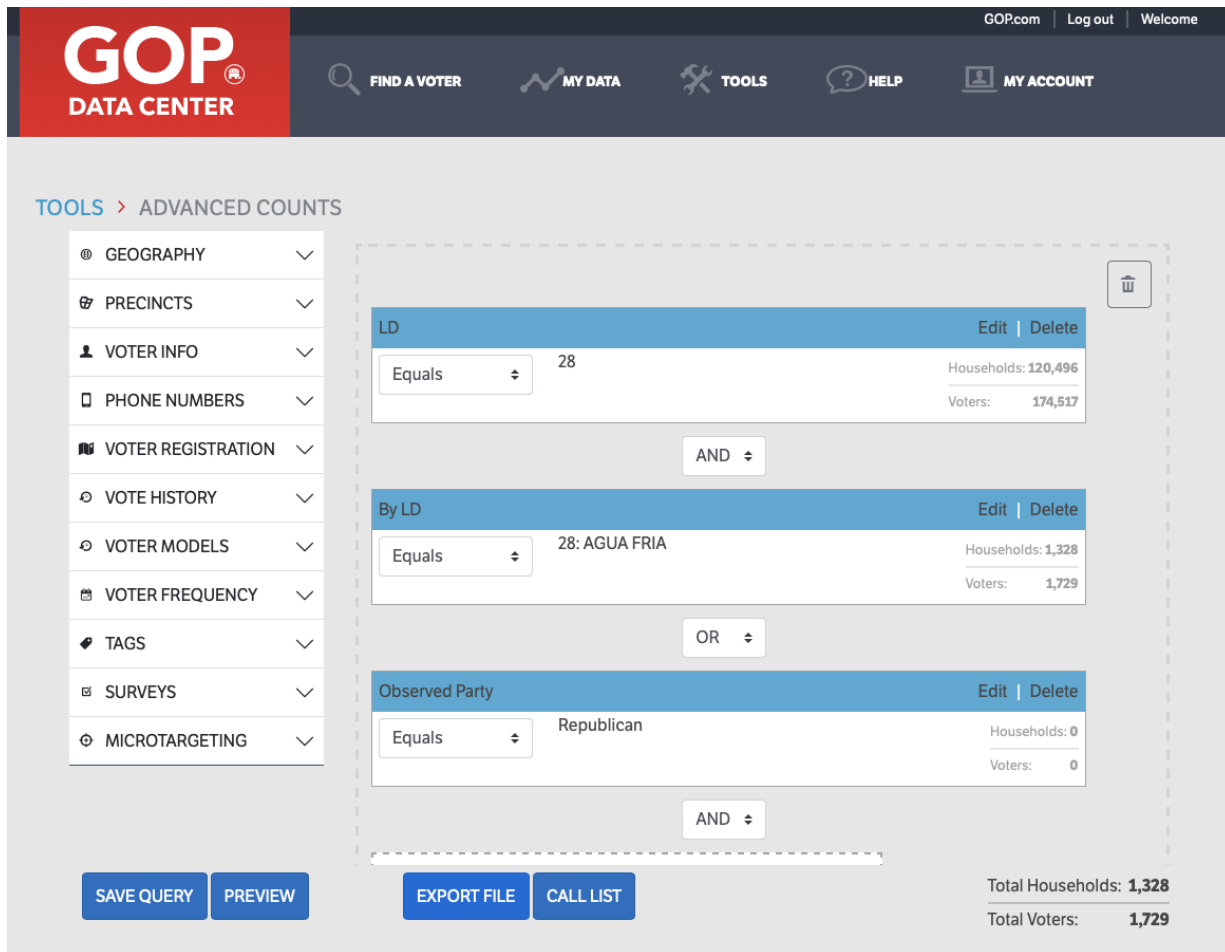 GOP.com | Log out | Welcome
GOP®
DATA CENTER
FIND A VOTER
MY DATA
TOOLS
HELP
MY ACCOUNT
TOOLS > ADVANCED COUNTS
GEOGRAPHY
PRECINCTS
VOTER INFO
PHONE NUMBERS
VOTER REGISTRATION
VOTE HISTORY
VOTER MODELS
VOTER FREQUENCY
TAGS
SURVEYS
MICROTARGETING
LD Edit | Delete
Equals 28 Households: 120,496
Voters: 174,517
AND
By LD Edit | Delete
Equals 28: AGUA FRIA Households: 1,328
Voters: 1,729
OR
Observed Party Edit | Delete
Equals Republican Households: 0
Voters: 0
AND
SAVE QUERY PREVIEW EXPORT FILE CALL LIST
Total Households: 1,328
Total Voters: 1,729